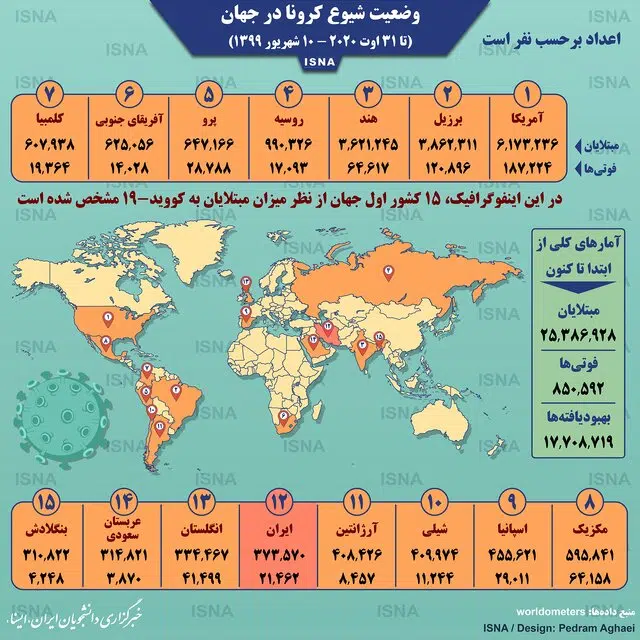 وضعیت شیوع کرونا در جهان
(تا ۳۱ اوت ۲۰۲۰ – ۱۰ شهریور ۱۳۹۹)
ISNA
اعداد برحسب نفر است
۱ ۲ ۳ ۴ ۵ ۶ ۷
آمریکا برزیل هند روسیه پرو آفریقای جنوبی کلمبیا
مبتلایان ۶,۱۷۳,۲۳۶ ۳,۸۶۲,۳۱۱ ۳,۶۲۱,۲۴۵ ۹۹۰,۳۲۶ ۶۴۷,۱۶۶ ۶۲۵,۰۵۶ ۶۰۷,۹۳۸
فوتی‌ها ۱۸۷,۲۲۴ ۱۲۰,۸۹۶ ۶۴,۶۱۷ ۱۷,۰۹۳ ۲۸,۷۸۸ ۱۴,۰۲۸ ۱۹,۳۶۴
در این اینفوگرافیک، ۱۵ کشور اول جهان از نظر میزان مبتلایان به کووید-۱۹ مشخص شده است
آمارهای کلی از
ابتدا تا کنون
مبتلایان
۲۵,۳۸۶,۹۲۸
فوتی‌ها
۸۵۰,۵۹۲
بهبودیافته‌ها
۱۷,۷۰۸,۷۱۹
۸ ۹ ۱۰ ۱۱ ۱۲ ۱۳ ۱۴ ۱۵
مکزیک اسپانیا شیلی آرژانتین ایران انگلستان عربستان سعودی بنگلادش
۵۹۵,۸۴۱ ۴۵۵,۶۲۱ ۴۰۹,۹۷۴ ۴۰۸,۴۲۶ ۳۷۳,۵۷۰ ۳۳۴,۴۶۷ ۳۱۴,۸۲۱ ۳۱۰,۸۲۲
۶۴,۱۵۸ ۲۹,۰۱۱ ۱۱,۲۴۴ ۸,۴۵۷ ۲۱,۴۶۲ ۴۱,۴۹۹ ۳,۸۷۰ ۴,۲۴۸
منبع داده‌ها: worldometers
ISNA / Design: Pedram Aghaei
خبرگزاری دانشجویان ایران، ایسنا،